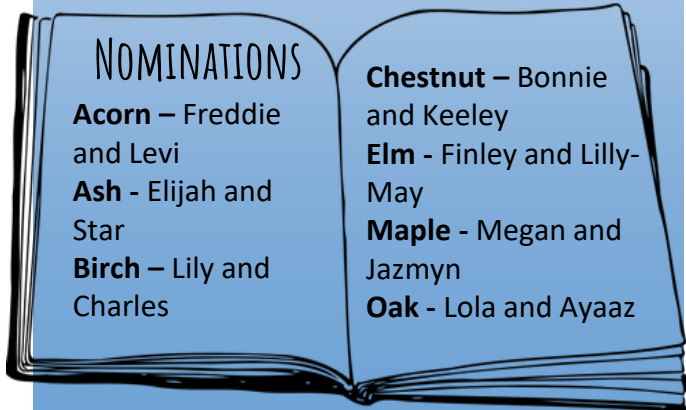 NOMINATIONS
Acorn – Freddie
and Levi
Ash - Elijah and
Star
Birch – Lily and
Charles
Chestnut – Bonnie
and Keeley
Elm - Finley and Lilly-
May
Maple - Megan and
Jazmyn
Oak - Lola and Ayaaz